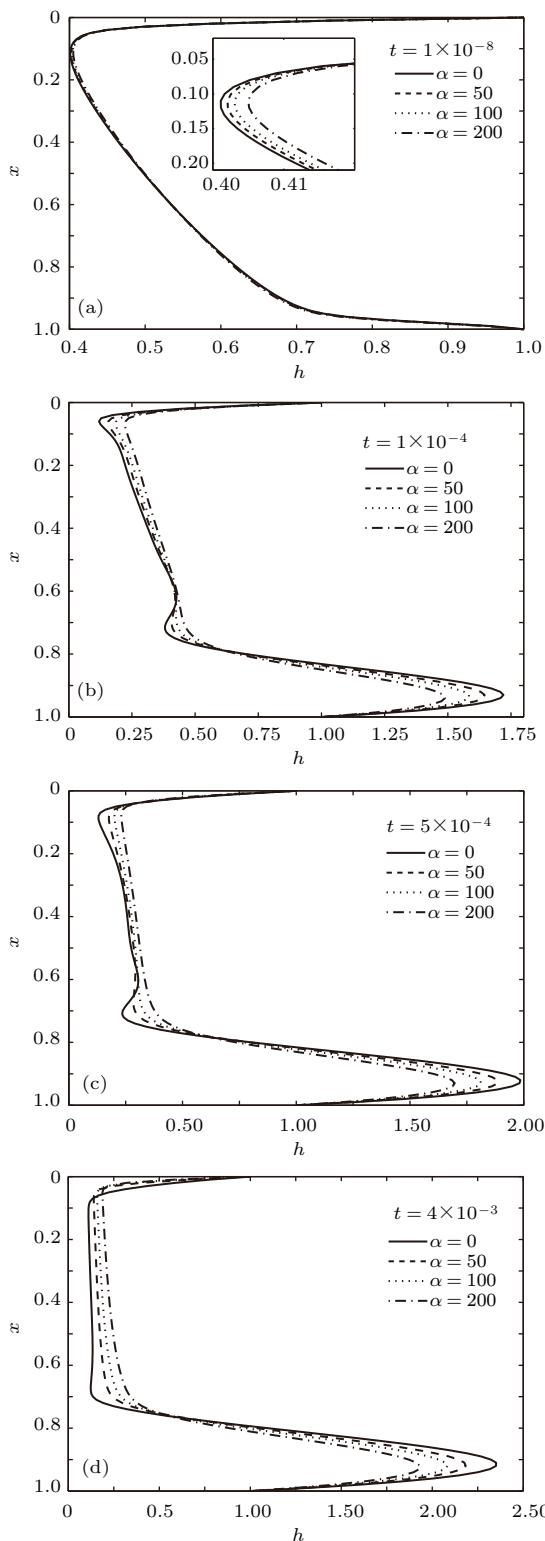 0
0.2
0.4
0.6
0.8
1.0
x
0.05
0.10
0.15
0.20
0.40
0.41
t = 1×10−8
α = 0
α = 50
α = 100
α = 200
(a)
0.4
0.5
0.6
0.7
0.8
0.9
1.0
h
0
0.2
0.4
0.6
0.8
1.0
x
t = 1×10−4
α = 0
α = 50
α = 100
α = 200
(b)
0
0.25
0.50
0.75
1.00
1.25
1.50
1.75
h
0
0.2
0.4
0.6
0.8
1.0
x
t = 5×10−4
α = 0
α = 50
α = 100
α = 200
(c)
0
0.50
1.00
1.50
2.00
h
0
0.2
0.4
0.6
0.8
1.0
x
t = 4×10−3
α = 0
α = 50
α = 100
α = 200
(d)
0
0.50
1.00
1.50
2.00
2.50
h